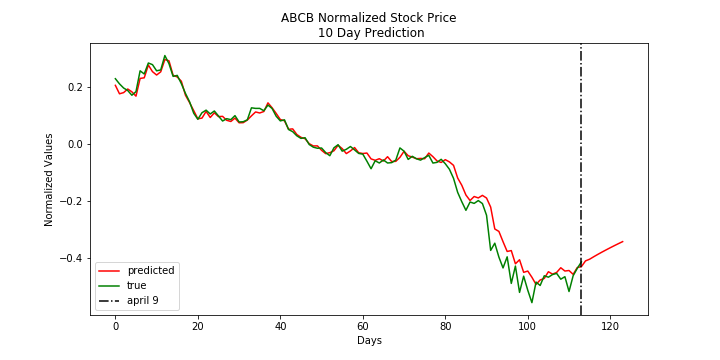 ABCB Normalized Stock Price
10 Day Prediction
Normalized Values
0.2
0.0
−0.2
−0.4
predicted
true
april 9
0 20 40 60 80 100 120
Days